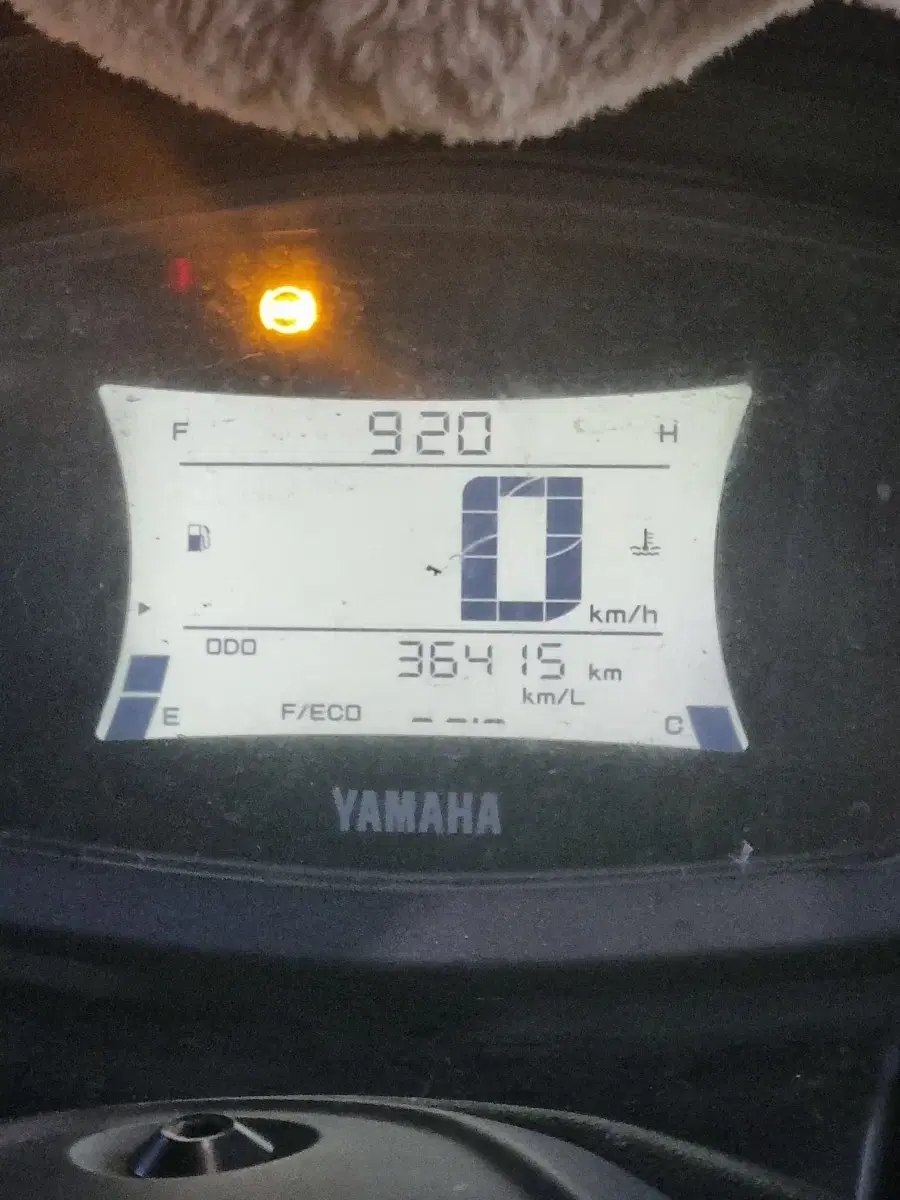 F 920 H
0 km/h
ODO 36415 km
km/L
E F/ECO C
YAMAHA